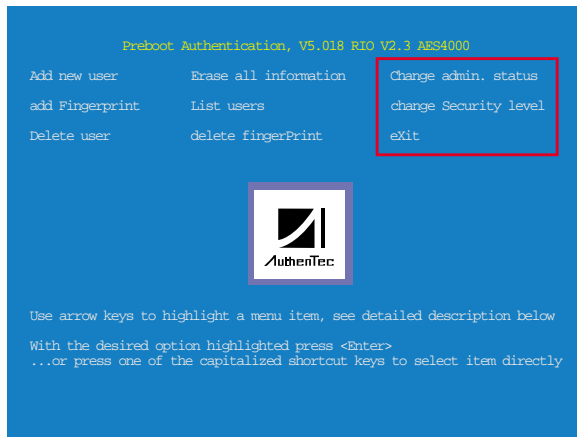 Preboot Authentication, V5.018 RIO V2.3 AES4000
Add new user Erase all information Change admin. status
add Fingerprint List users change Security level
Delete user delete fingerPrint eXit
AuthenTec
Use arrow keys to highlight a menu item, see detailed description below
With the desired option highlighted press <Enter>
...or press one of the capitalized shortcut keys to select item directly